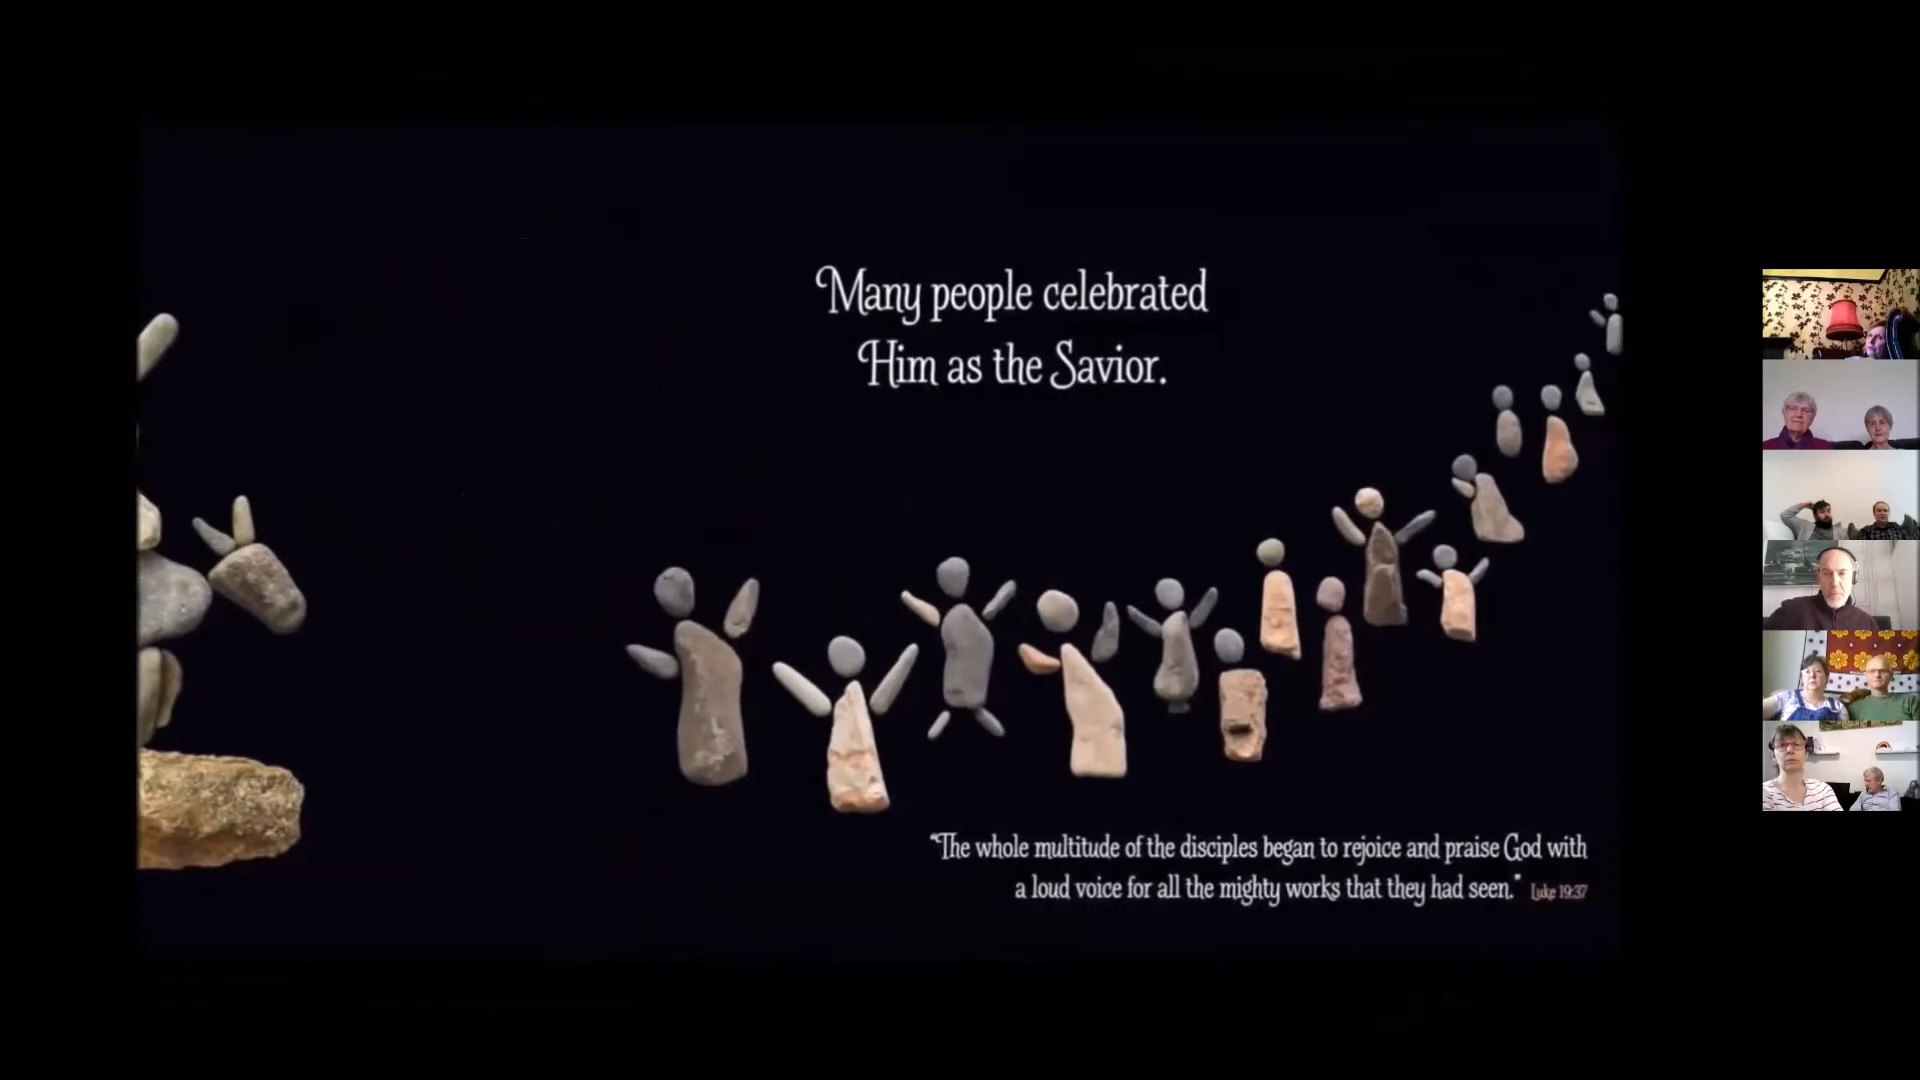 Many people celebrated
Him as the Savior.
"The whole multitude of the disciples began to rejoice and praise God with
a loud voice for all the mighty works that they had seen." Luke 19:37